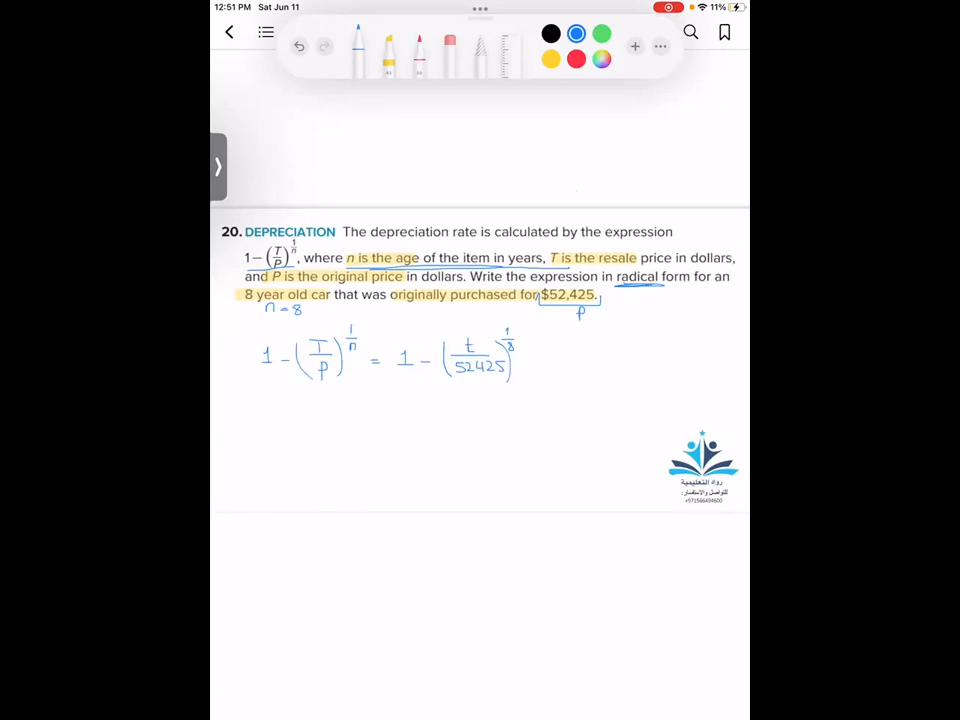 12:51 PM Sat Jun 11 11%
20. DEPRECIATION The depreciation rate is calculated by the expression
1 − (T/P)^(1/n), where n is the age of the item in years, T is the resale price in dollars,
and P is the original price in dollars. Write the expression in radical form for an
8 year old car that was originally purchased for $52,425.
n = 8 P
1 − (T/P)^(1/n) = 1 − (t/52425)^(1/8)
رواد التعليمية
للتواصل والاستفسار:
+971566494600